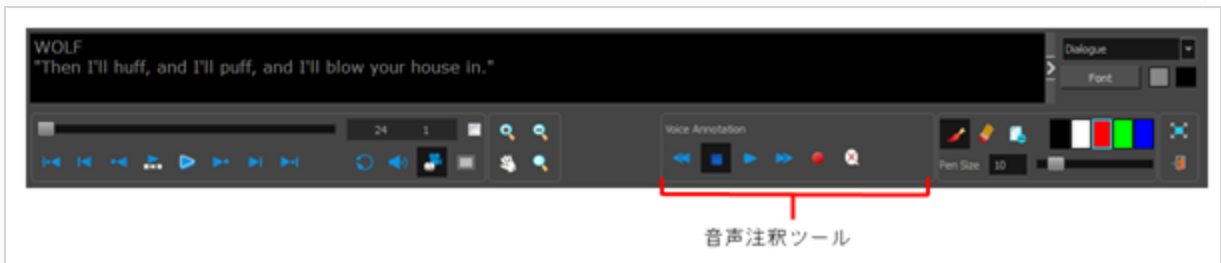 WOLF
"Then I'll huff, and I'll puff, and I'll blow your house in."
Dialogue
Font
24 1
Voice Annotation
Pen Size 10
音声注釈ツール